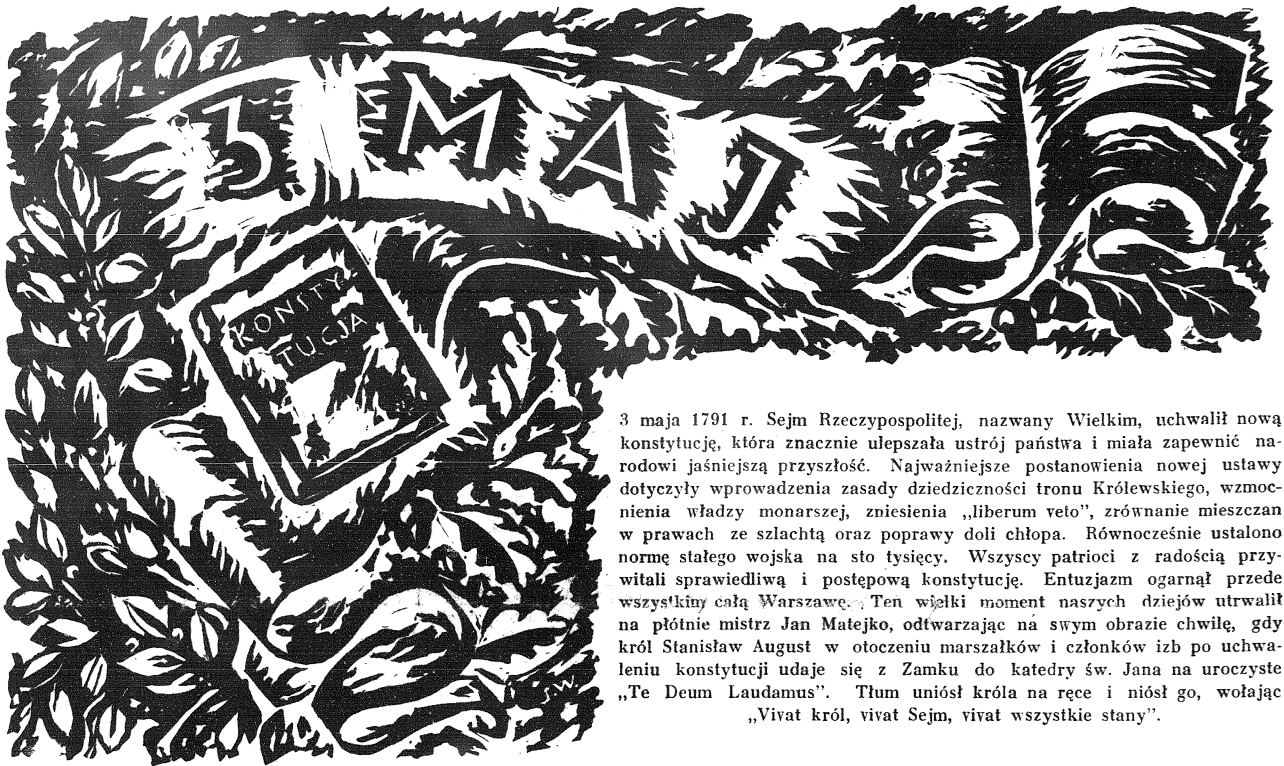 3 MAJ
KONSTY-
TUCJA
3 maja 1791 r. Sejm Rzeczypospolitej, nazwany Wielkim, uchwalił nową
konstytucję, która znacznie ulepszała ustrój państwa i miała zapewnić na-
rodowi jaśniejszą przyszłość. Najważniejsze postanowienia nowej ustawy
dotyczyły wprowadzenia zasady dziedziczności tronu Królewskiego, wzmoc-
nienia władzy monarszej, zniesienia „liberum veto”, zrównanie mieszczan
w prawach ze szlachtą oraz poprawy doli chłopa. Równocześnie ustalono
normę stałego wojska na sto tysięcy. Wszyscy patrioci z radością przy-
witali sprawiedliwą i postępową konstytucję. Entuzjazm ogarnął przede
wszystkim całą Warszawę. Ten wielki moment naszych dziejów utrwalił
na płótnie mistrz Jan Matejko, odtwarzając na swym obrazie chwilę, gdy
król Stanisław August w otoczeniu marszałków i członków izb po uchwa-
leniu konstytucji udaje się z Zamku do katedry św. Jana na uroczyste
„Te Deum Laudamus”. Tłum uniósł króla na ręce i niósł go, wołając
„Vivat król, vivat Sejm, vivat wszystkie stany”.
S.W.